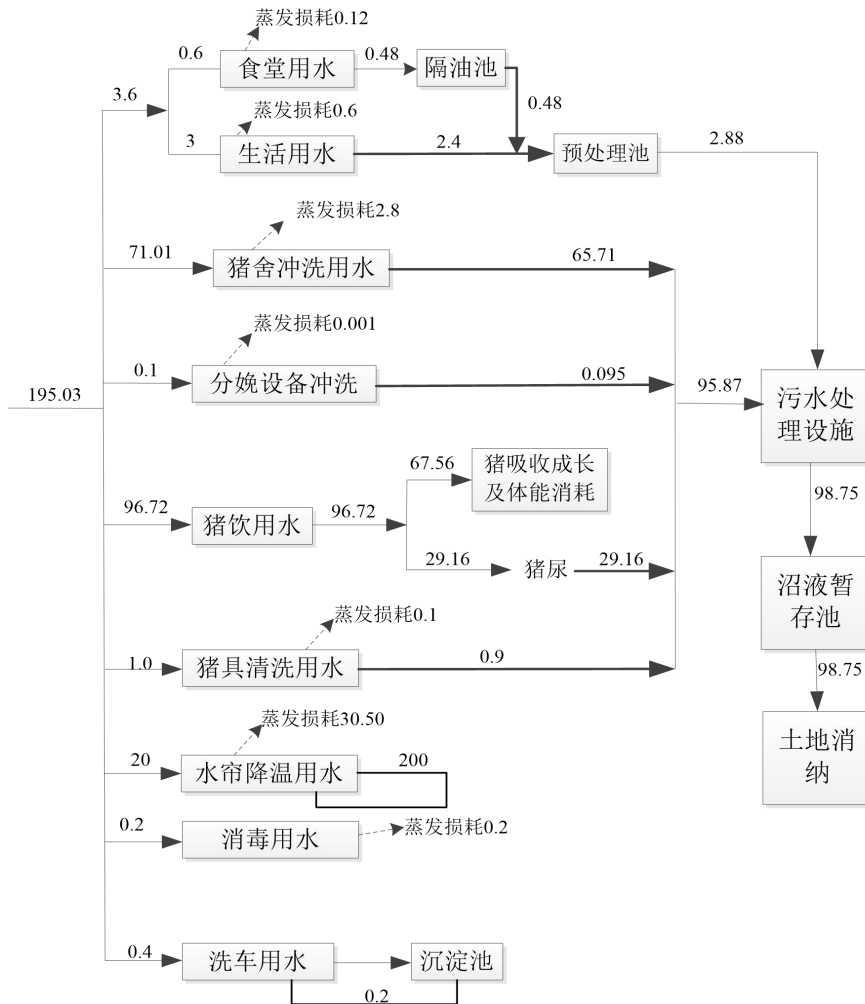 蒸发损耗0.12
0.6
食堂用水
0.48
隔油池
0.48
3.6
蒸发损耗0.6
3
生活用水
2.4
预处理池
2.88
蒸发损耗2.8
71.01
猪舍冲洗用水
65.71
蒸发损耗0.001
0.1
分娩设备冲洗
0.095
195.03
95.87
污水处
理设施
67.56
猪吸收成长
及体能消耗
96.72
猪饮用水
96.72
29.16
猪尿
29.16
98.75
沼液暂
存池
蒸发损耗0.1
1.0
猪具清洗用水
0.9
98.75
土地消
纳
蒸发损耗30.50
20
水帘降温用水
200
0.2
消毒用水
蒸发损耗0.2
0.4
洗车用水
沉淀池
0.2